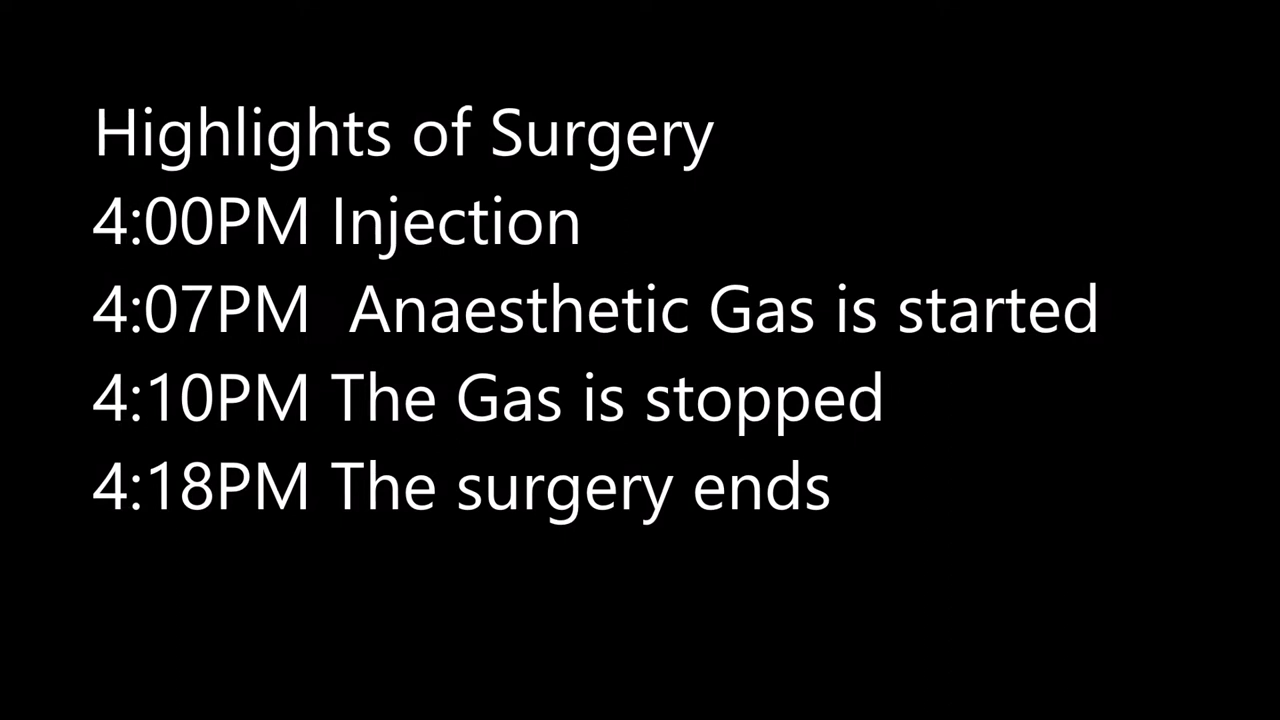 Highlights of Surgery
4:00PM Injection
4:07PM  Anaesthetic Gas is started
4:10PM The Gas is stopped
4:18PM The surgery ends